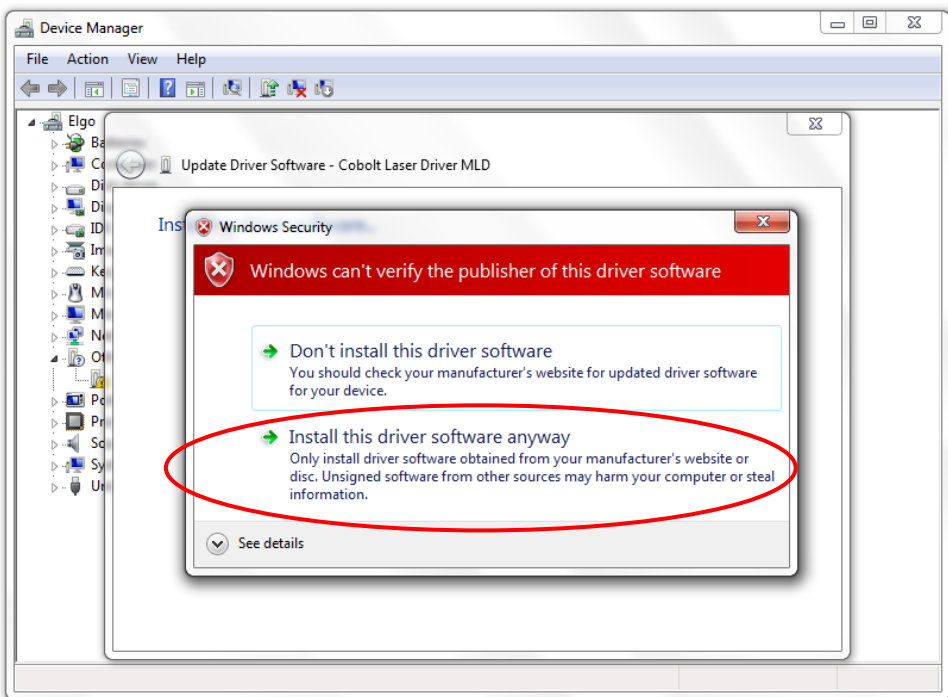 Device Manager
File Action View Help
Elgo
Update Driver Software - Cobolt Laser Driver MLD
Windows Security
Windows can't verify the publisher of this driver software
Don't install this driver software
You should check your manufacturer's website for updated driver software
for your device.
Install this driver software anyway
Only install driver software obtained from your manufacturer's website or
disc. Unsigned software from other sources may harm your computer or steal
information.
See details